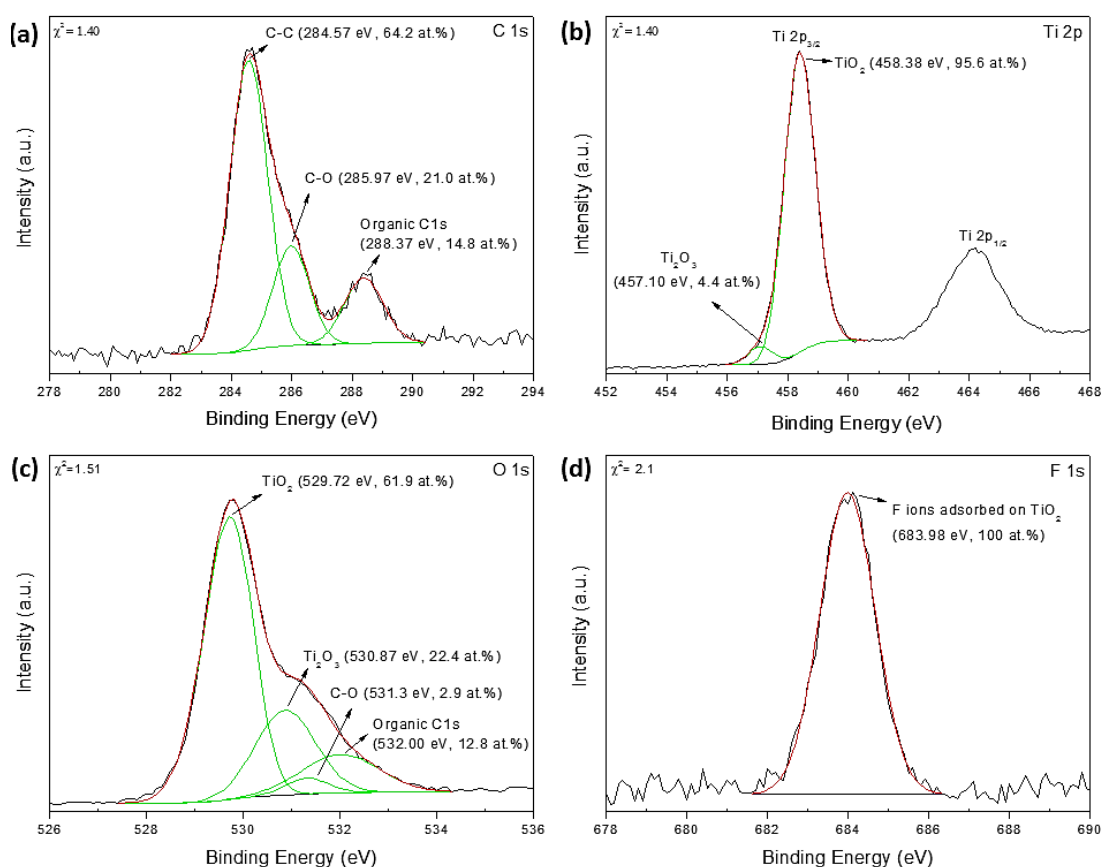 (a)
χ²= 1.40
C 1s
C-C (284.57 eV, 64.2 at.%)
C-O (285.97 eV, 21.0 at.%)
Organic C1s
(288.37 eV, 14.8 at.%)
Intensity (a.u.)
278 280 282 284 286 288 290 292 294
Binding Energy (eV)
(b)
χ²= 1.40
Ti 2p
Ti 2p₃/₂
TiO₂ (458.38 eV, 95.6 at.%)
Ti 2p₁/₂
Ti₂O₃
(457.10 eV, 4.4 at.%)
Intensity (a.u.)
452 454 456 458 460 462 464 466 468
Binding Energy (eV)
(c)
χ²= 1.51
O 1s
TiO₂ (529.72 eV, 61.9 at.%)
Ti₂O₃ (530.87 eV, 22.4 at.%)
C-O (531.3 eV, 2.9 at.%)
Organic C1s
(532.00 eV, 12.8 at.%)
Intensity (a.u.)
526 528 530 532 534 536
Binding Energy (eV)
(d)
χ²= 2.1
F 1s
F ions adsorbed on TiO₂
(683.98 eV, 100 at.%)
Intensity (a.u.)
678 680 682 684 686 688 690
Binding Energy (eV)